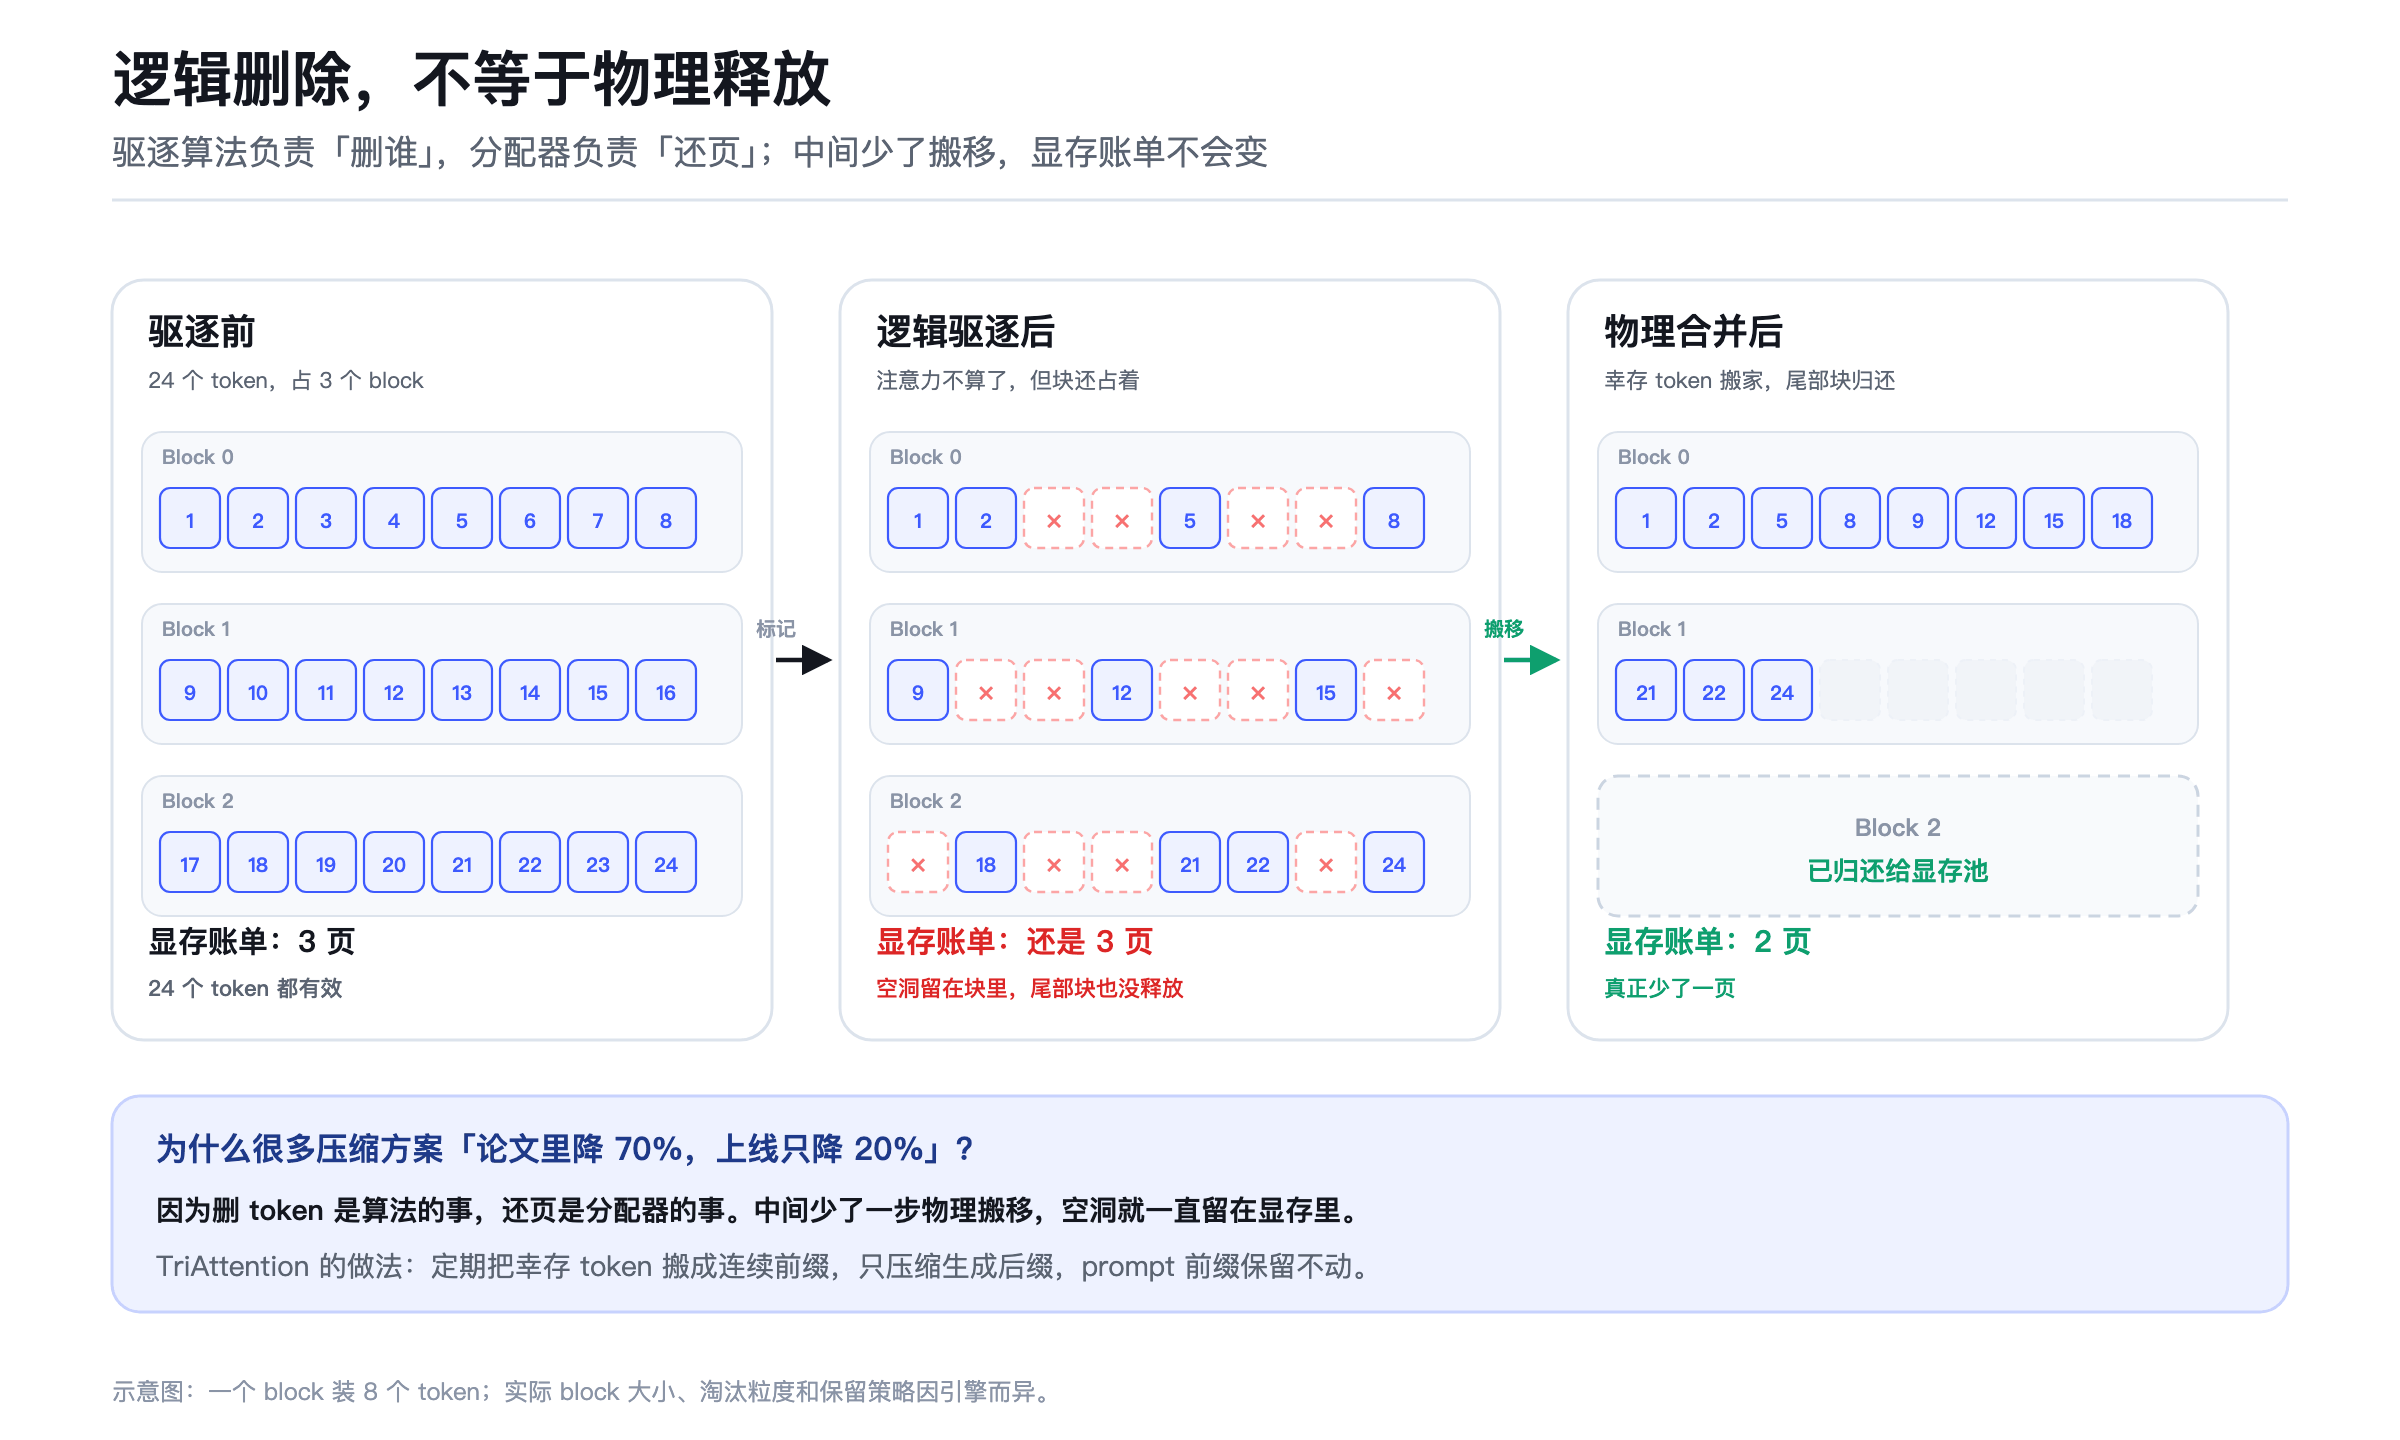 逻辑删除，不等于物理释放
驱逐算法负责「删谁」，分配器负责「还页」；中间少了搬移，显存账单不会变
驱逐前
24 个 token，占 3 个 block
Block 0
1 2 3 4 5 6 7 8
Block 1
9 10 11 12 13 14 15 16
Block 2
17 18 19 20 21 22 23 24
显存账单：3 页
24 个 token 都有效
标记
逻辑驱逐后
注意力不算了，但块还占着
Block 0
1 2 × × 5 × × 8
Block 1
9 × × 12 × × 15 ×
Block 2
× 18 × × 21 22 × 24
显存账单：还是 3 页
空洞留在块里，尾部块也没释放
搬移
物理合并后
幸存 token 搬家，尾部块归还
Block 0
1 2 5 8 9 12 15 18
Block 1
21 22 24
Block 2
已归还给显存池
显存账单：2 页
真正少了一页
为什么很多压缩方案「论文里降 70%，上线只降 20%」？
因为删 token 是算法的事，还页是分配器的事。中间少了一步物理搬移，空洞就一直留在显存里。
TriAttention 的做法：定期把幸存 token 搬成连续前缀，只压缩生成后缀，prompt 前缀保留不动。
示意图：一个 block 装 8 个 token；实际 block 大小、淘汰粒度和保留策略因引擎而异。